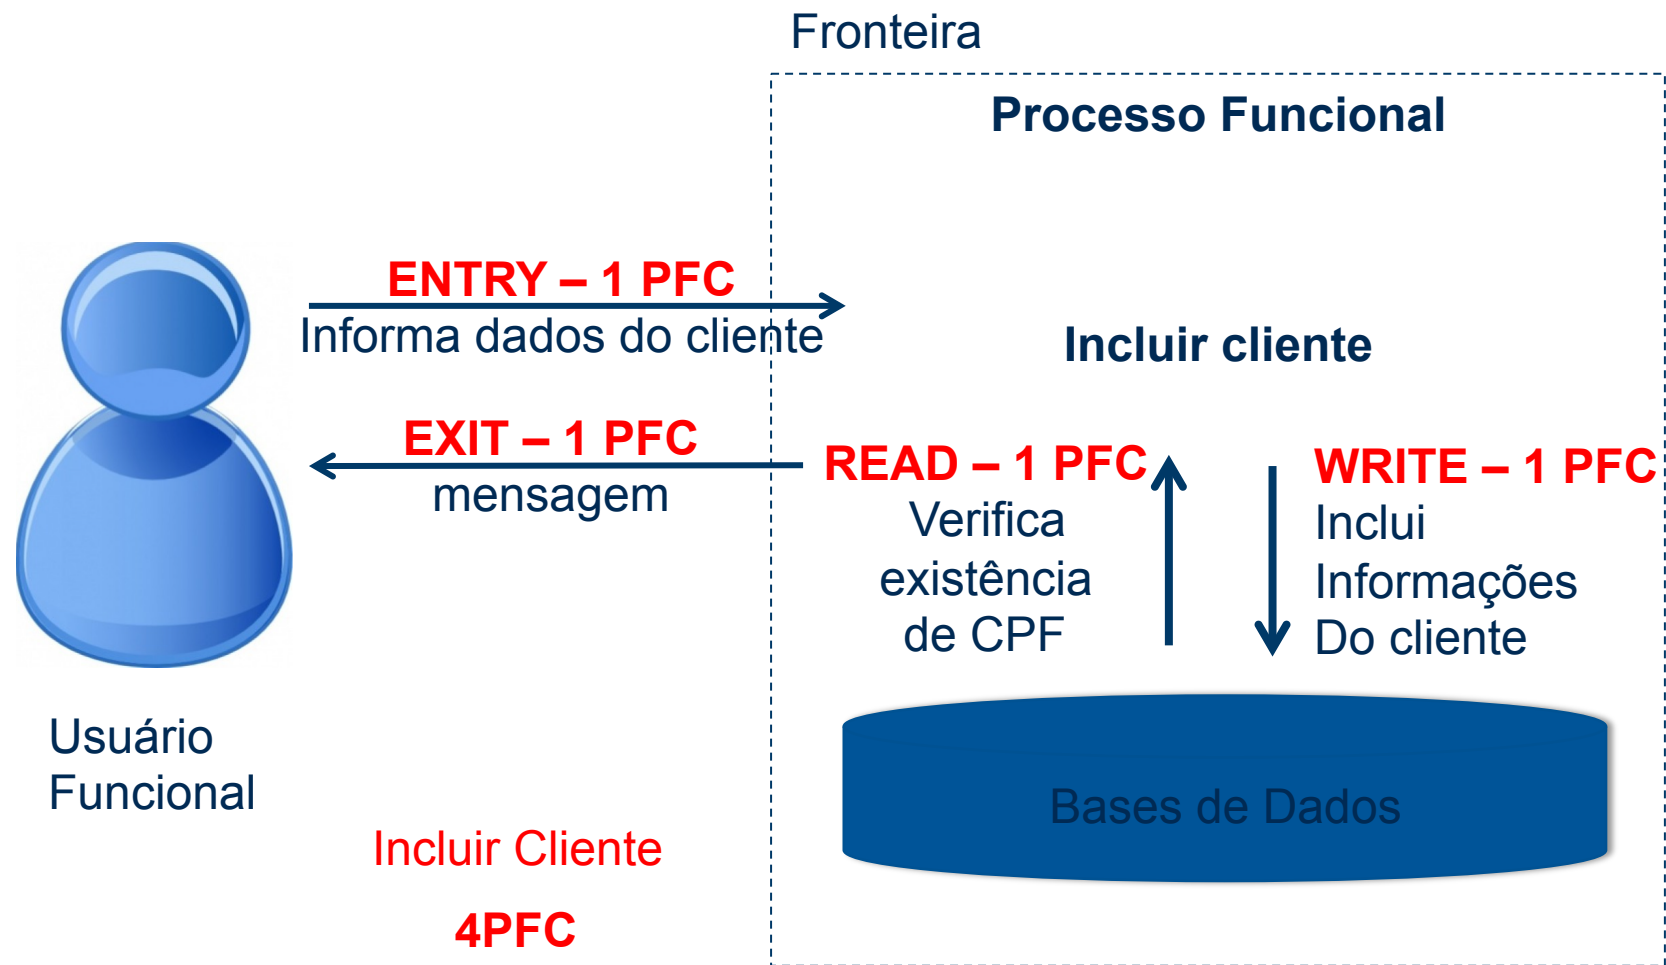 Fronteira
Processo Funcional
ENTRY – 1 PFC
Informa dados do cliente
Incluir cliente
EXIT – 1 PFC
mensagem
READ – 1 PFC
Verifica
existência
de CPF
WRITE – 1 PFC
Inclui
Informações
Do cliente
Usuário
Funcional
Bases de Dados
Incluir Cliente
4PFC